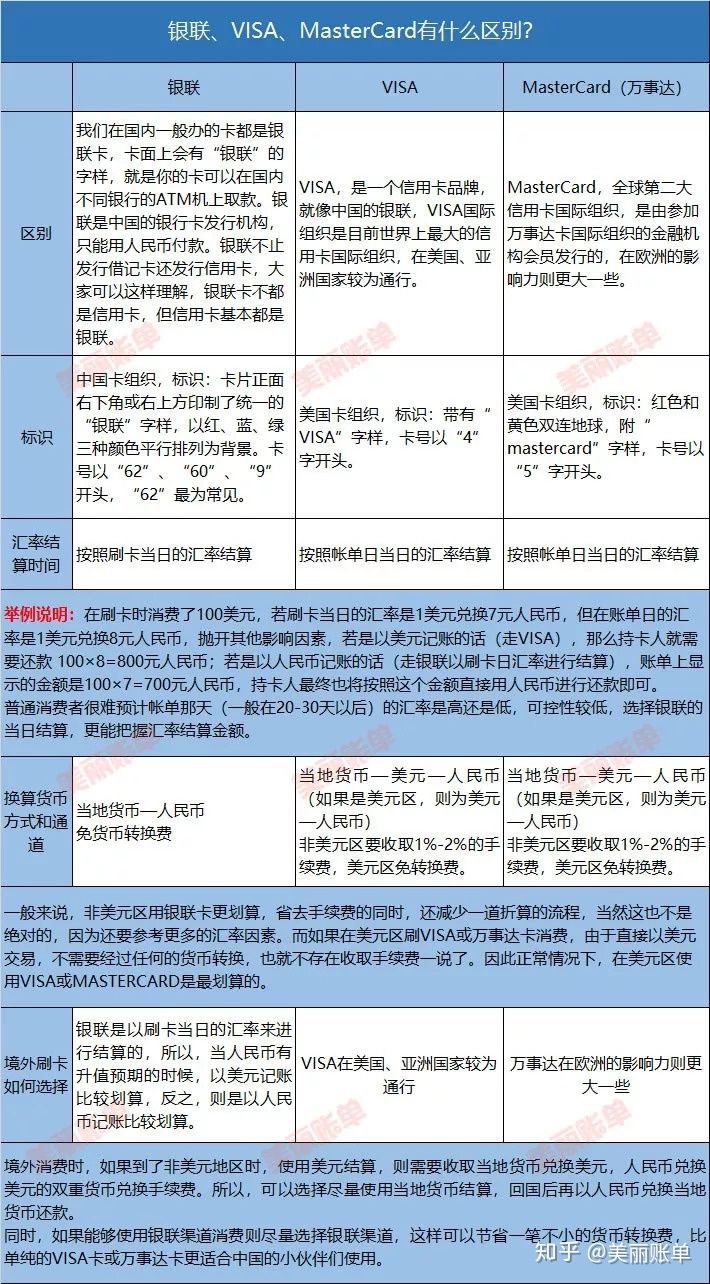 银联、VISA、MasterCard有什么区别？
银联
VISA
MasterCard（万事达）
区别
我们在国内一般办的卡都是银
联卡，卡面上会有“银联”的
字样，就是你的卡可以在国内
不同银行的ATM机上取款。银
联是中国的银行卡发行机构，
只能用人民币付款。银联不止
发行借记卡还发行信用卡，大
家可以这样理解，银联卡不都
是信用卡，但信用卡基本都是
银联。
VISA，是一个信用卡品牌，
就像中国的银联，VISA国际
组织是目前世界上最大的信
用卡国际组织，在美国、亚
洲国家较为通行。
MasterCard，全球第二大
信用卡国际组织，是由参加
万事达卡国际组织的金融机
构会员发行的，在欧洲的影
响力则更大一些。
标识
中国卡组织，标识：卡片正面
右下角或右上方印制了统一的
“银联”字样，以红、蓝、绿
三种颜色平行排列为背景。卡
号以“62”、“60”、“9”
开头，“62”最为常见。
美国卡组织，标识：带有“
VISA”字样，卡号以“4”
字开头。
美国卡组织，标识：红色和
黄色双连地球，附“
mastercard”字样，卡号以
“5”字开头。
汇率结
算时间
按照刷卡当日的汇率结算
按照帐单日当日的汇率结算
按照帐单日当日的汇率结算
举例说明：在刷卡时消费了100美元，若刷卡当日的汇率是1美元兑换7元人民币，但在账单日的汇
率是1美元兑换8元人民币，抛开其他影响因素，若是以美元记账的话（走VISA），那么持卡人就需
要还款 100×8=800元人民币；若是以人民币记账的话（走银联以刷卡日汇率进行结算），账单上
显示的金额是100×7=700元人民币，持卡人最终也将按照这个金额直接用人民币进行还款即可。
普通消费者很难预计帐单那天（一般在20-30天以后）的汇率是高还是低，可控性较低，选择银联的
当日结算，更能把握汇率结算金额。
换算货币
方式和通
道
当地货币—人民币
免货币转换费
当地货币—美元—人民币
（如果是美元区，则为美元
—人民币）
非美元区要收取1%-2%的手
续费，美元区免转换费。
当地货币—美元—人民币
（如果是美元区，则为美元
—人民币）
非美元区要收取1%-2%的手
续费，美元区免转换费。
一般来说，非美元区用银联卡更划算，省去手续费的同时，还减少一道折算的流程，当然这也不是
绝对的，因为还要参考更多的汇率因素。而如果在美元区刷VISA或万事达卡消费，由于直接以美元
交易，不需要经过任何的货币转换，也就不存在收取手续费一说了。因此正常情况下，在美元区使
用VISA或MASTERCARD是最划算的。
境外刷卡
如何选择
银联是以刷卡当日的汇率来进
行结算的，所以，当人民币有
升值预期的时候，以美元记账
比较划算，反之，则是以人民
币记账比较划算。
VISA在美国、亚洲国家较为
通行
万事达在欧洲的影响力则更
大一些
境外消费时，如果到了非美元地区时，使用美元结算，则需要收取当地货币兑换美元，人民币兑换
美元的双重货币兑换手续费。所以，可以选择尽量使用当地货币结算，回国后再以人民币兑换当地
货币还款。
同时，如果能够使用银联渠道消费则尽量选择银联渠道，这样可以节省一笔不小的货币转换费，比
单纯的VISA卡或万事达卡更适合中国的小伙伴们使用。
美丽账单
美丽账单
美丽账单
美丽账单
美丽账单
美丽账单
美丽账单
美丽账单
美丽账单
知乎 @美丽账单